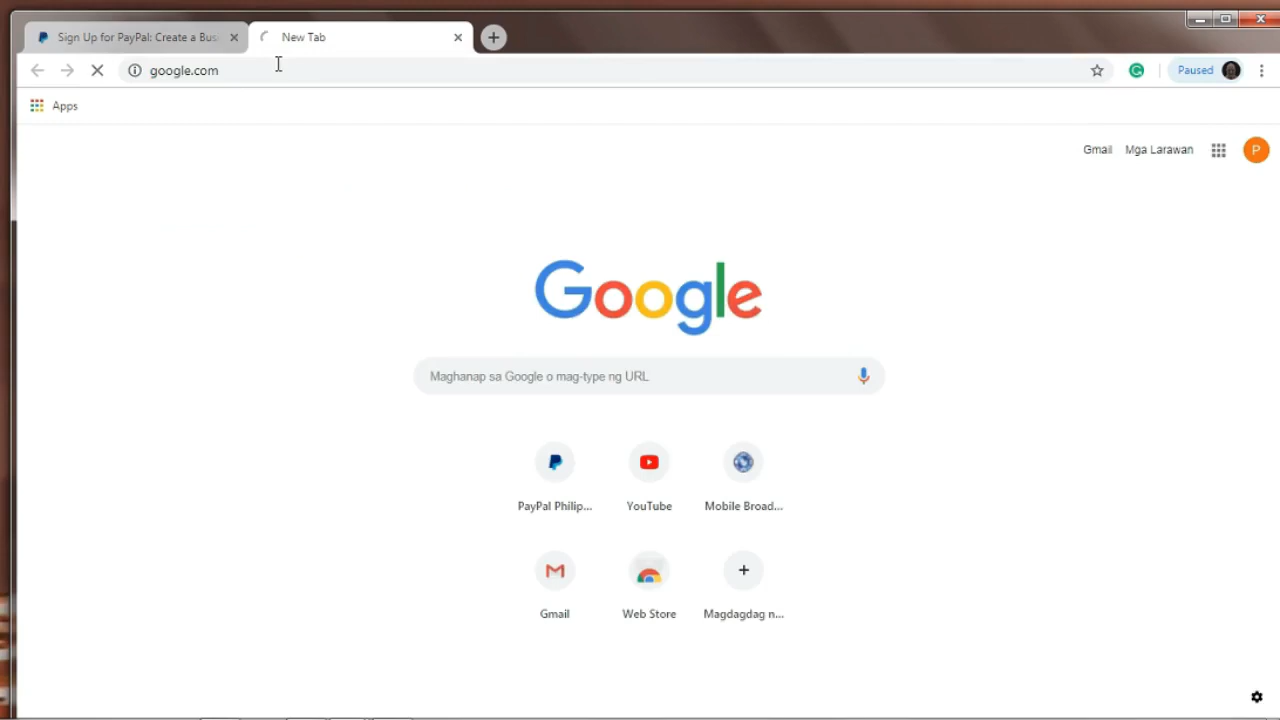 Sign Up for PayPal: Create a Bus
New Tab
google.com
Paused
Apps
Gmail
Mga Larawan
P
Google
Maghanap sa Google o mag-type ng URL
PayPal Philip...
YouTube
Mobile Broad...
Gmail
Web Store
Magdagdag n...